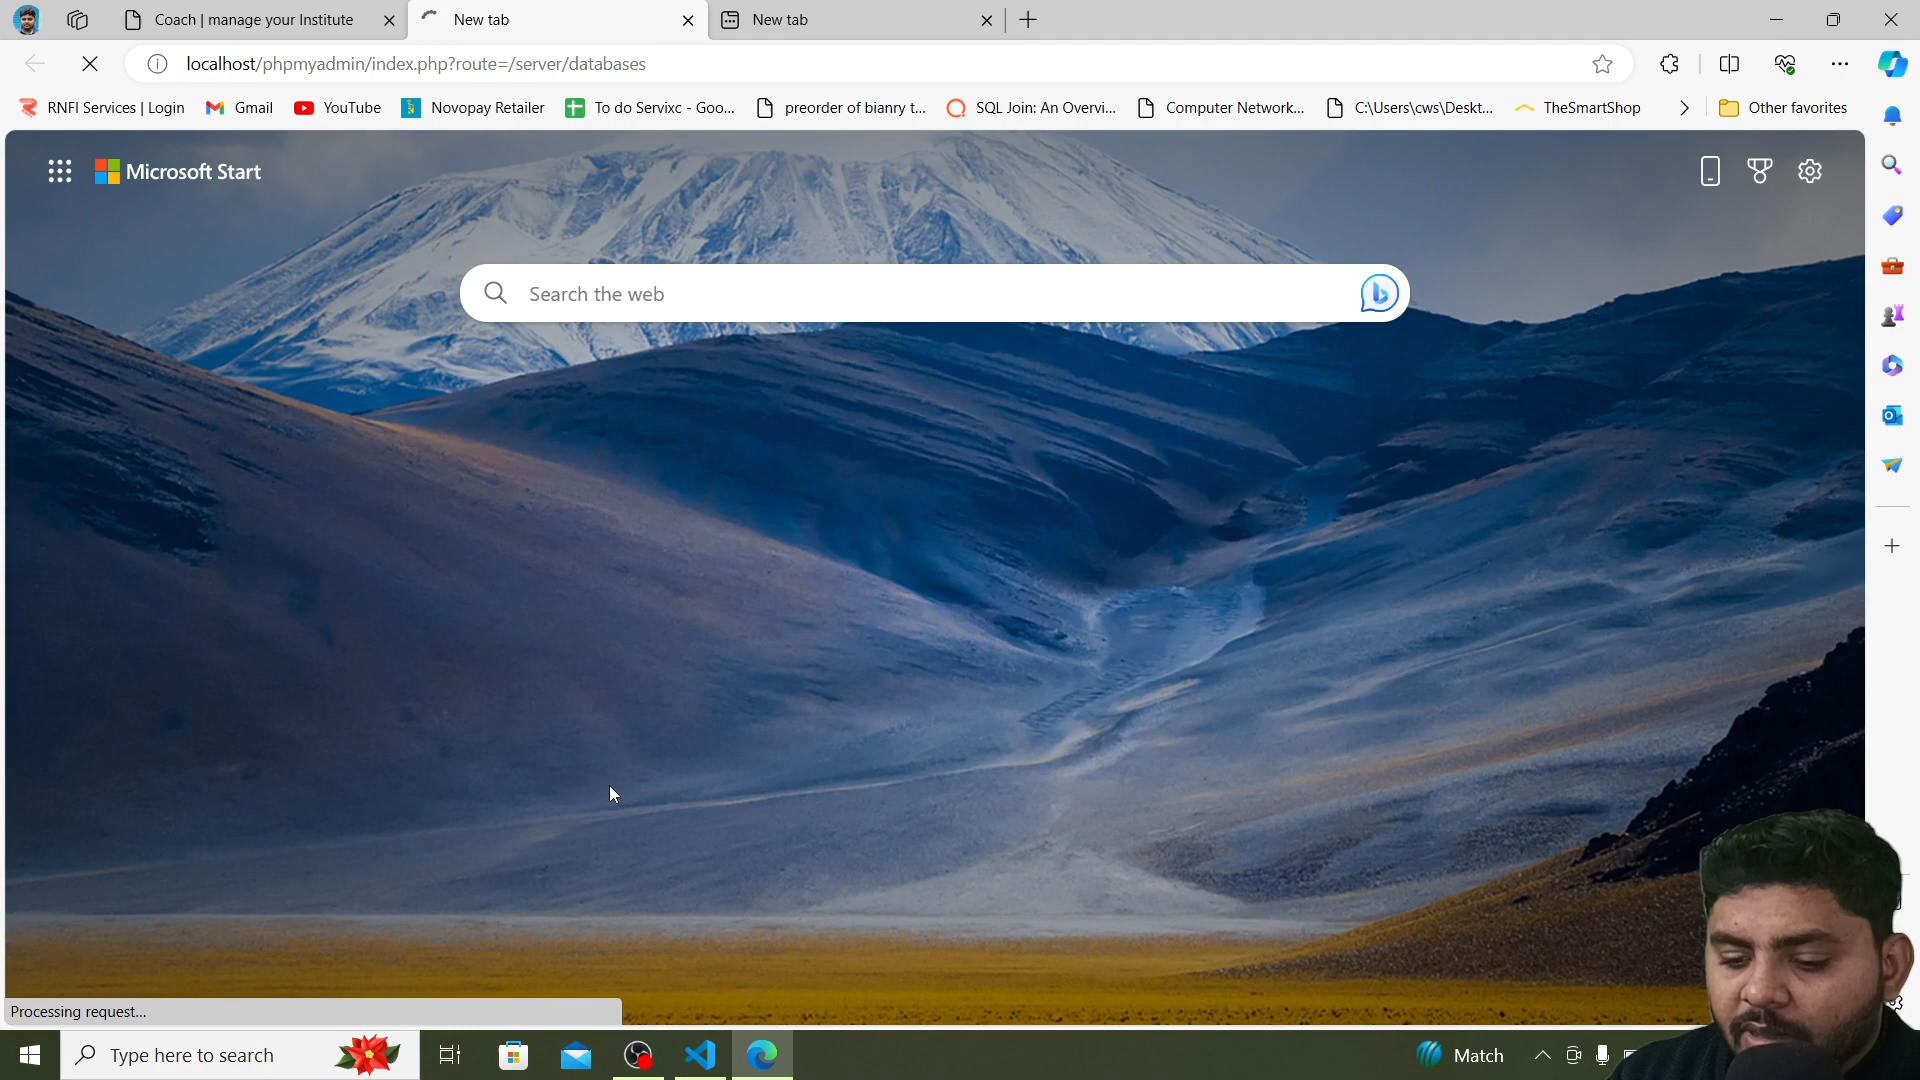 Coach | manage your Institute
New tab
New tab
localhost/phpmyadmin/index.php?route=/server/databases
RNFI Services | Login
Gmail
YouTube
Novopay Retailer
To do Servixc - Goo...
preorder of bianry t...
SQL Join: An Overvi...
Computer Network...
C:\Users\cws\Deskt...
TheSmartShop
Other favorites
Microsoft Start
Search the web
Processing request...
Type here to search
Match